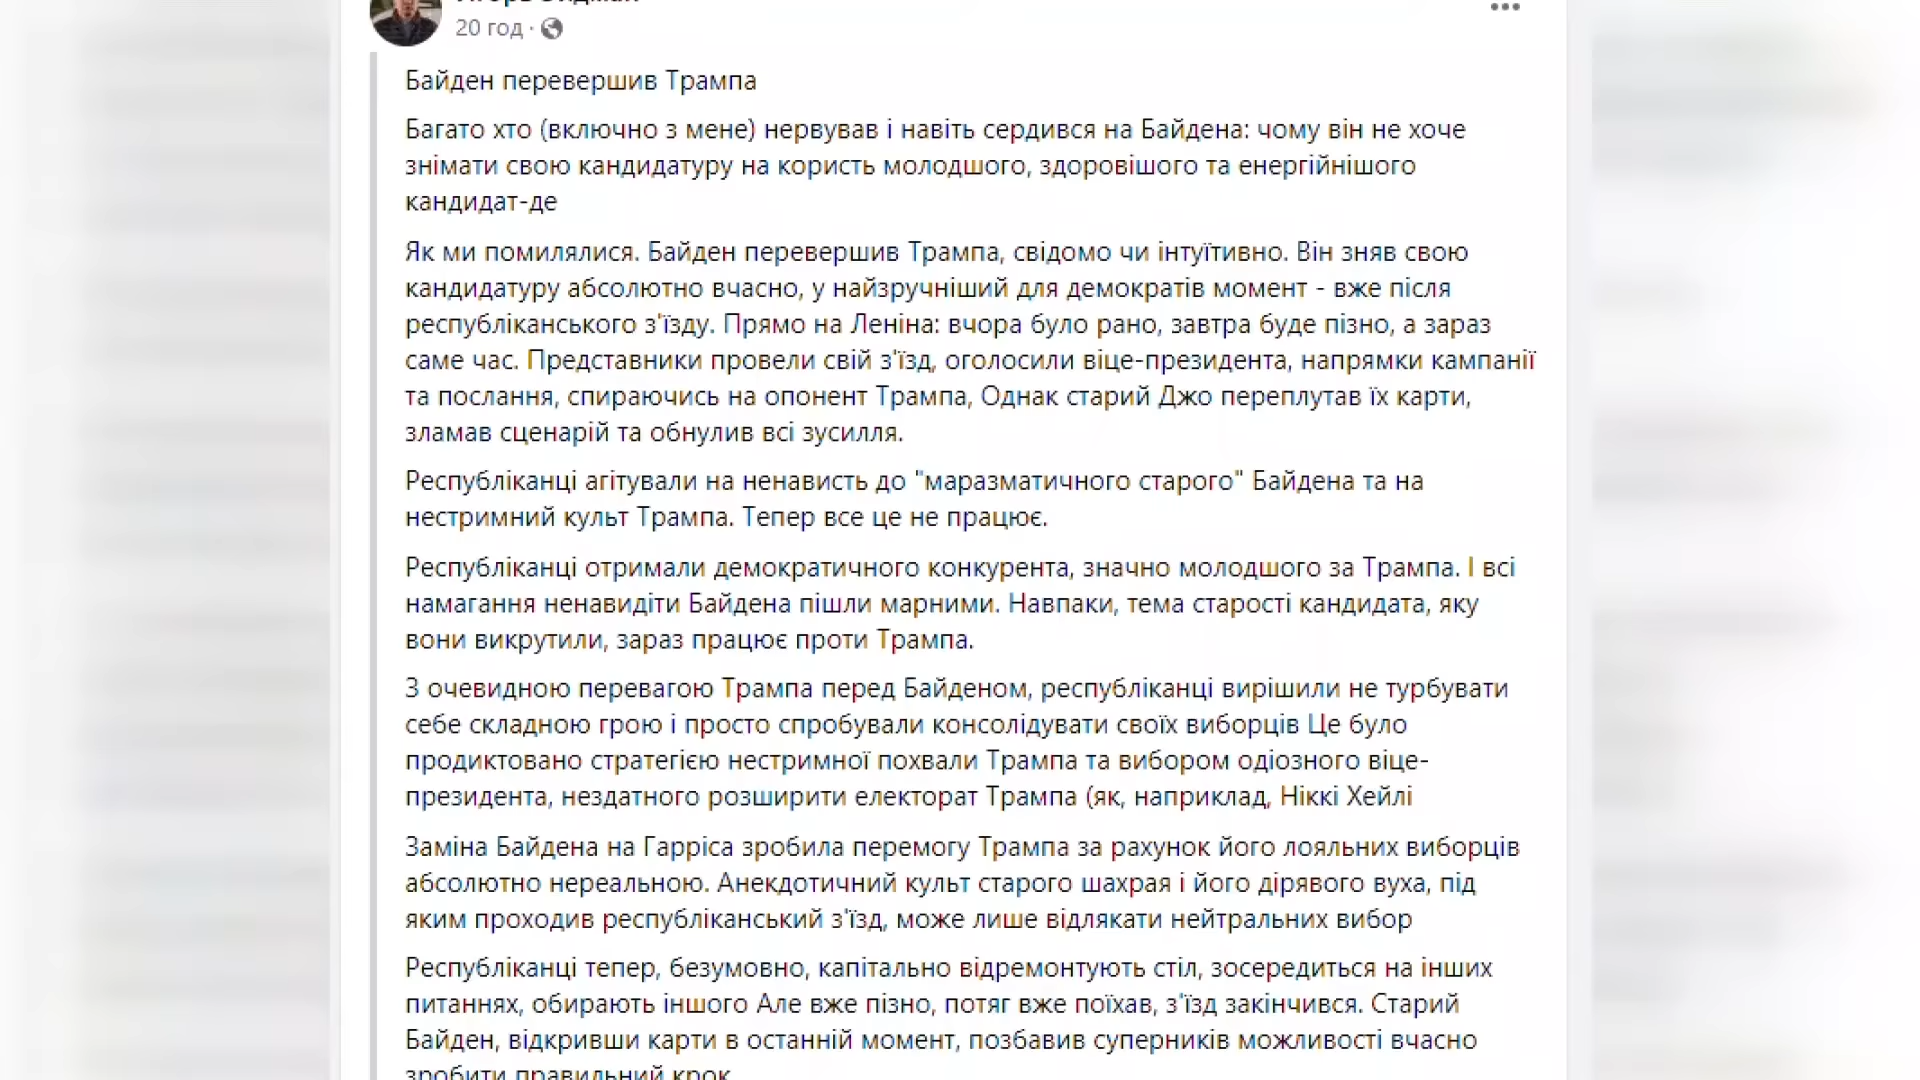 20 год ·
Байден перевершив Трампа
Багато хто (включно з мене) нервував і навіть сердився на Байдена: чому він не хоче
знімати свою кандидатуру на користь молодшого, здоровішого та енергійнішого
кандидат-де
Як ми помилялися. Байден перевершив Трампа, свідомо чи інтуїтивно. Він зняв свою
кандидатуру абсолютно вчасно, у найзручніший для демократів момент - вже після
республіканського з'їзду. Прямо на Леніна: вчора було рано, завтра буде пізно, а зараз
саме час. Представники провели свій з'їзд, оголосили віце-президента, напрямки кампанії
та послання, спираючись на опонент Трампа, Однак старий Джо переплутав їх карти,
зламав сценарій та обнулив всі зусилля.
Республіканці агітували на ненависть до "маразматичного старого" Байдена та на
нестримний культ Трампа. Тепер все це не працює.
Республіканці отримали демократичного конкурента, значно молодшого за Трампа. І всі
намагання ненавидіти Байдена пішли марними. Навпаки, тема старості кандидата, яку
вони викрутили, зараз працює проти Трампа.
З очевидною перевагою Трампа перед Байденом, республіканці вирішили не турбувати
себе складною грою і просто спробували консолідувати своїх виборців Це було
продиктовано стратегією нестримної похвали Трампа та вибором одіозного віце-
президента, нездатного розширити електорат Трампа (як, наприклад, Ніккі Хейлі
Заміна Байдена на Гарріса зробила перемогу Трампа за рахунок його лояльних виборців
абсолютно нереальною. Анекдотичний культ старого шахрая і його дірявого вуха, під
яким проходив республіканський з'їзд, може лише відлякати нейтральних вибор
Республіканці тепер, безумовно, капітально відремонтують стіл, зосередиться на інших
питаннях, обирають іншого Але вже пізно, потяг вже поїхав, з'їзд закінчився. Старий
Байден, відкривши карти в останній момент, позбавив суперників можливості вчасно
зробити правильний крок